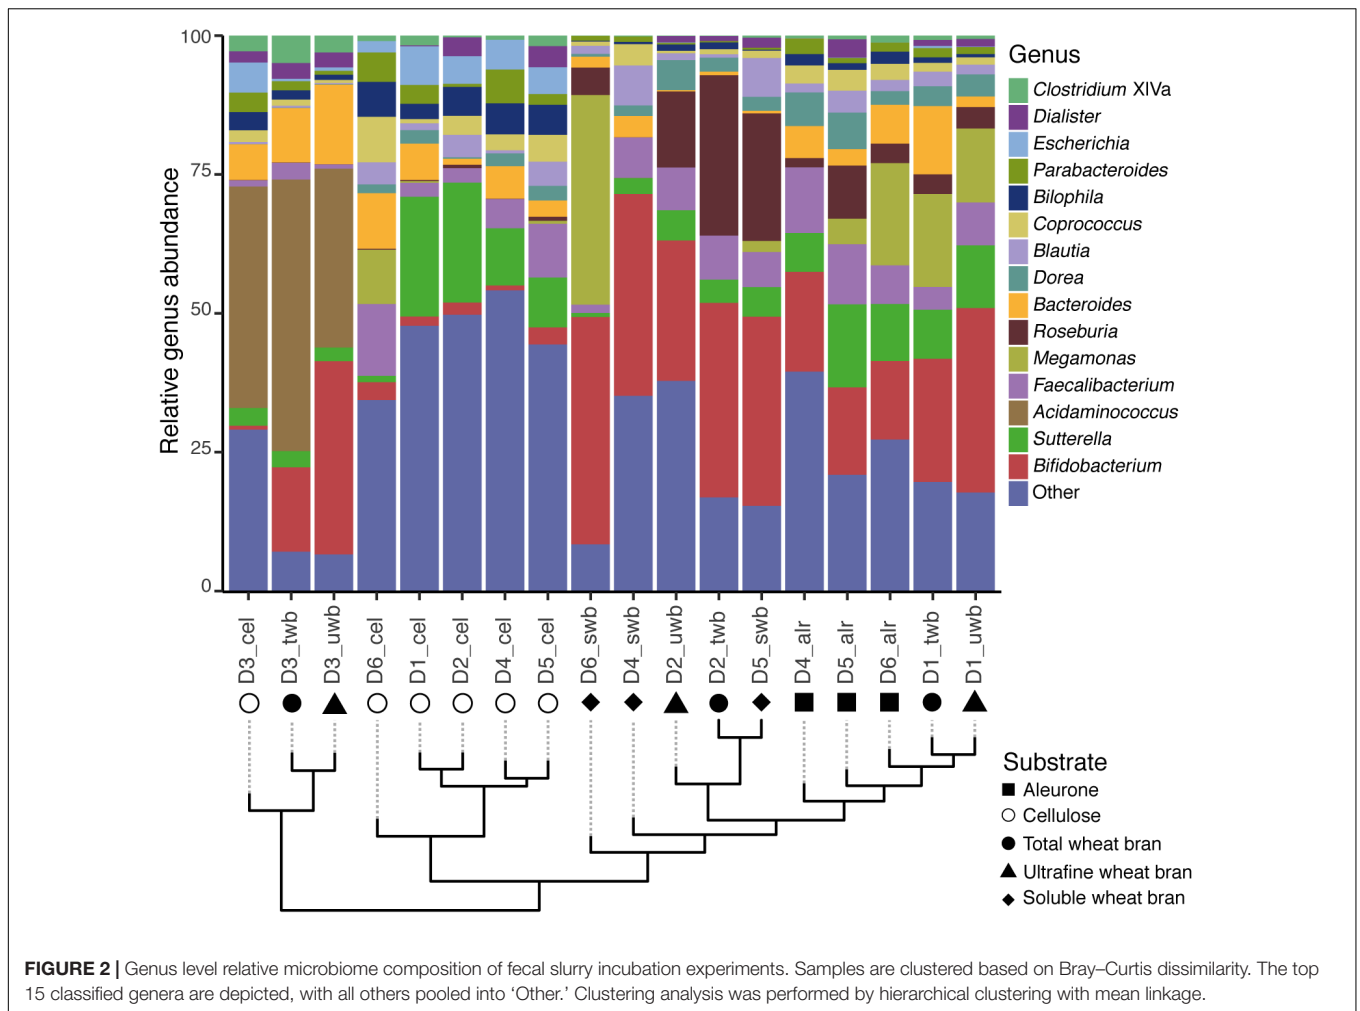 100
75
50
25
0
Relative genus abundance
Genus
Clostridium XIVa
Dialister
Escherichia
Parabacteroides
Bilophila
Coprococcus
Blautia
Dorea
Bacteroides
Roseburia
Megamonas
Faecalibacterium
Acidaminococcus
Sutterella
Bifidobacterium
Other
D3_cel
D3_twb
D3_uwb
D6_cel
D1_cel
D2_cel
D4_cel
D5_cel
D6_swb
D4_swb
D2_uwb
D2_twb
D5_swb
D4_alr
D5_alr
D6_alr
D1_twb
D1_uwb
Substrate
Aleurone
Cellulose
Total wheat bran
Ultrafine wheat bran
Soluble wheat bran
FIGURE 2 | Genus level relative microbiome composition of fecal slurry incubation experiments. Samples are clustered based on Bray–Curtis dissimilarity. The top
15 classified genera are depicted, with all others pooled into ‘Other.’ Clustering analysis was performed by hierarchical clustering with mean linkage.